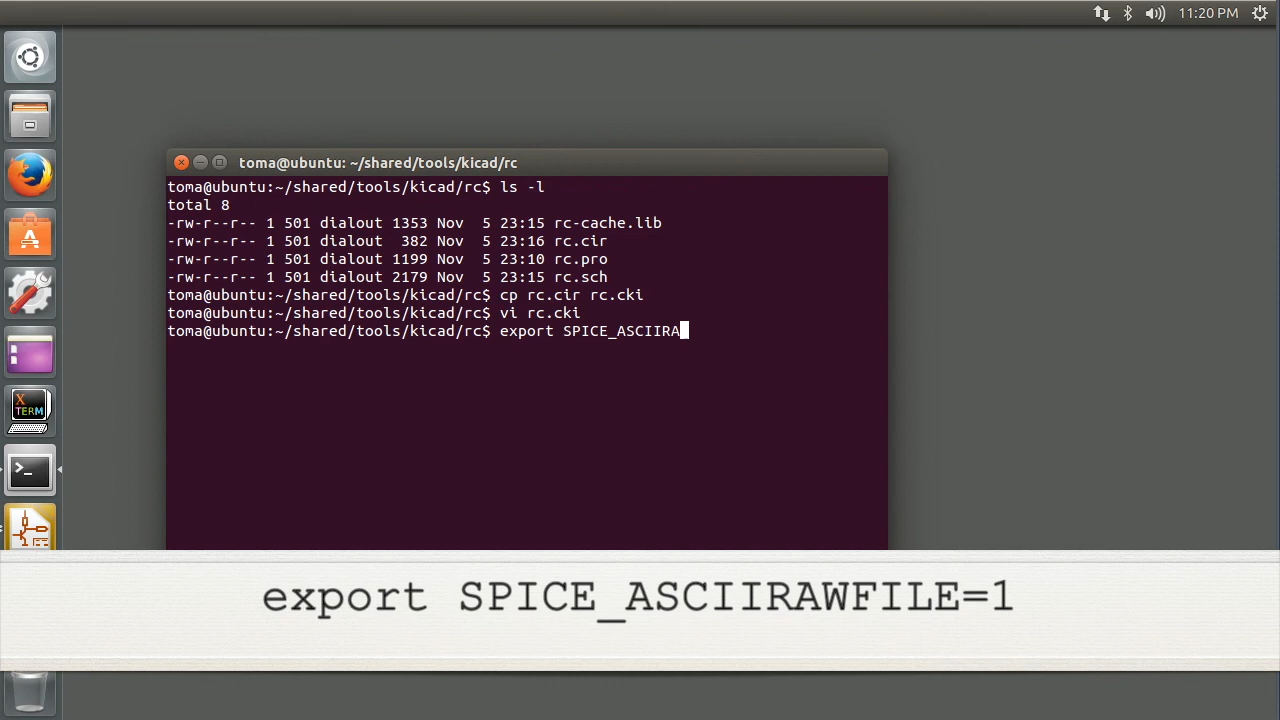 11:20 PM
toma@ubuntu: ~/shared/tools/kicad/rc
toma@ubuntu:~/shared/tools/kicad/rc$ ls -l
total 8
-rw-r--r-- 1 501 dialout 1353 Nov  5 23:15 rc-cache.lib
-rw-r--r-- 1 501 dialout  382 Nov  5 23:16 rc.cir
-rw-r--r-- 1 501 dialout 1199 Nov  5 23:10 rc.pro
-rw-r--r-- 1 501 dialout 2179 Nov  5 23:15 rc.sch
toma@ubuntu:~/shared/tools/kicad/rc$ cp rc.cir rc.cki
toma@ubuntu:~/shared/tools/kicad/rc$ vi rc.cki
toma@ubuntu:~/shared/tools/kicad/rc$ export SPICE_ASCIIRA
X
TERM
export SPICE_ASCIIRAWFILE=1